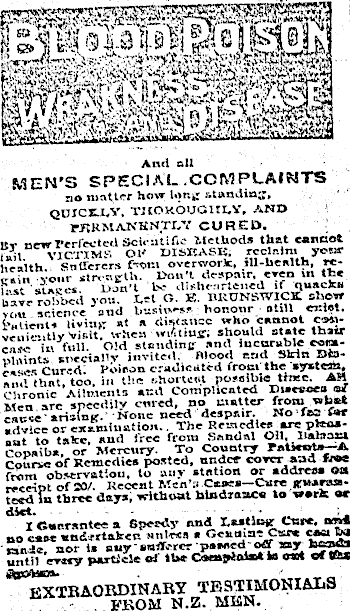 BLOOD POISON
WEAKNESS
AND DISEASE
And all
MEN'S SPECIAL COMPLAINTS
no matter how long standing,
QUICKLY, THOROUGHLY, AND
PERMANENTLY CURED.
By new Perfected Scientific Methods that cannot
fail. VICTIMS OF DISEASE, reclaim your
health. Sufferers from overwork, ill-health, re-
gain your strength. Don't despair, even in the
last stages. Don't be disheartened if quacks
have robbed you. Let G. E. BRUNSWICK show
you science and business honour still exist.
Patients living at a distance who cannot con-
veniently visit, when writing, should state their
case in full. Old standing and incurable com-
plaints specially invited. Blood and Skin Dis-
eases Cured. Poison eradicated from the system,
and that, too, in the shortest possible time. All
Chronic Ailments and Complicated Diseases of
Men are speedily cured, no matter from what
cause arising. None need despair. No fee for
advice or examination. The Remedies are pleas-
ant to take, and free from Sandal Oil, Balsam
Copaiba, or Mercury. To Country Patients—A
Course of Remedies posted, under cover and free
from observation, to any station or address on
receipt of 20/. Recent Men's Cases—Cure guaran-
teed in three days, without hindrance to work or
diet.
I Guarantee a Speedy and Lasting Cure, and
no case undertaken unless a Genuine Cure can be
made, nor is any sufferer passed off my hands
until every particle of the Complaint is out of the
System.
EXTRAORDINARY TESTIMONIALS
FROM N.Z. MEN.